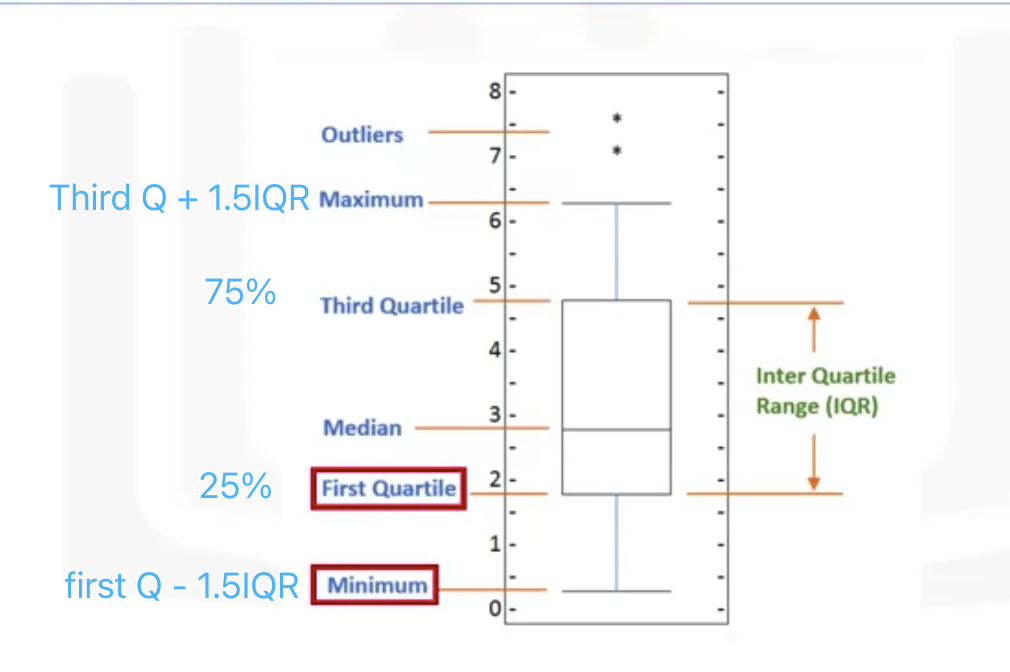 8
Outliers
*
7
*
Third Q + 1.5IQR Maximum
6
75%
5
Third Quartile
4
Inter Quartile
Range (IQR)
3
Median
2
25%
First Quartile
1
first Q - 1.5IQR Minimum
0